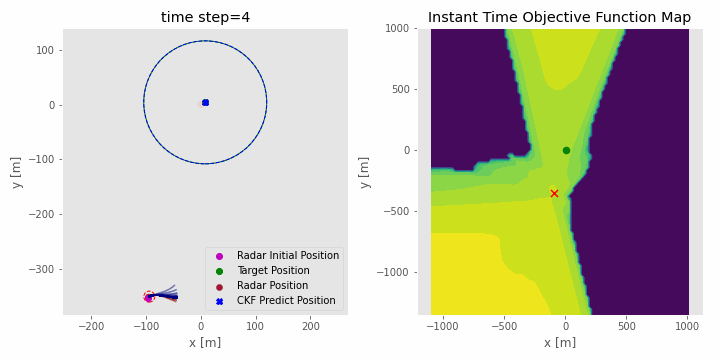 time step=4
100
0
−100
−200
−300
y [m]
−200
−100
0
100
200
x [m]
Radar Initial Position
Target Position
Radar Position
CKF Predict Position
Instant Time Objective Function Map
1000
500
0
−500
−1000
y [m]
−1000
−500
0
500
1000
x [m]